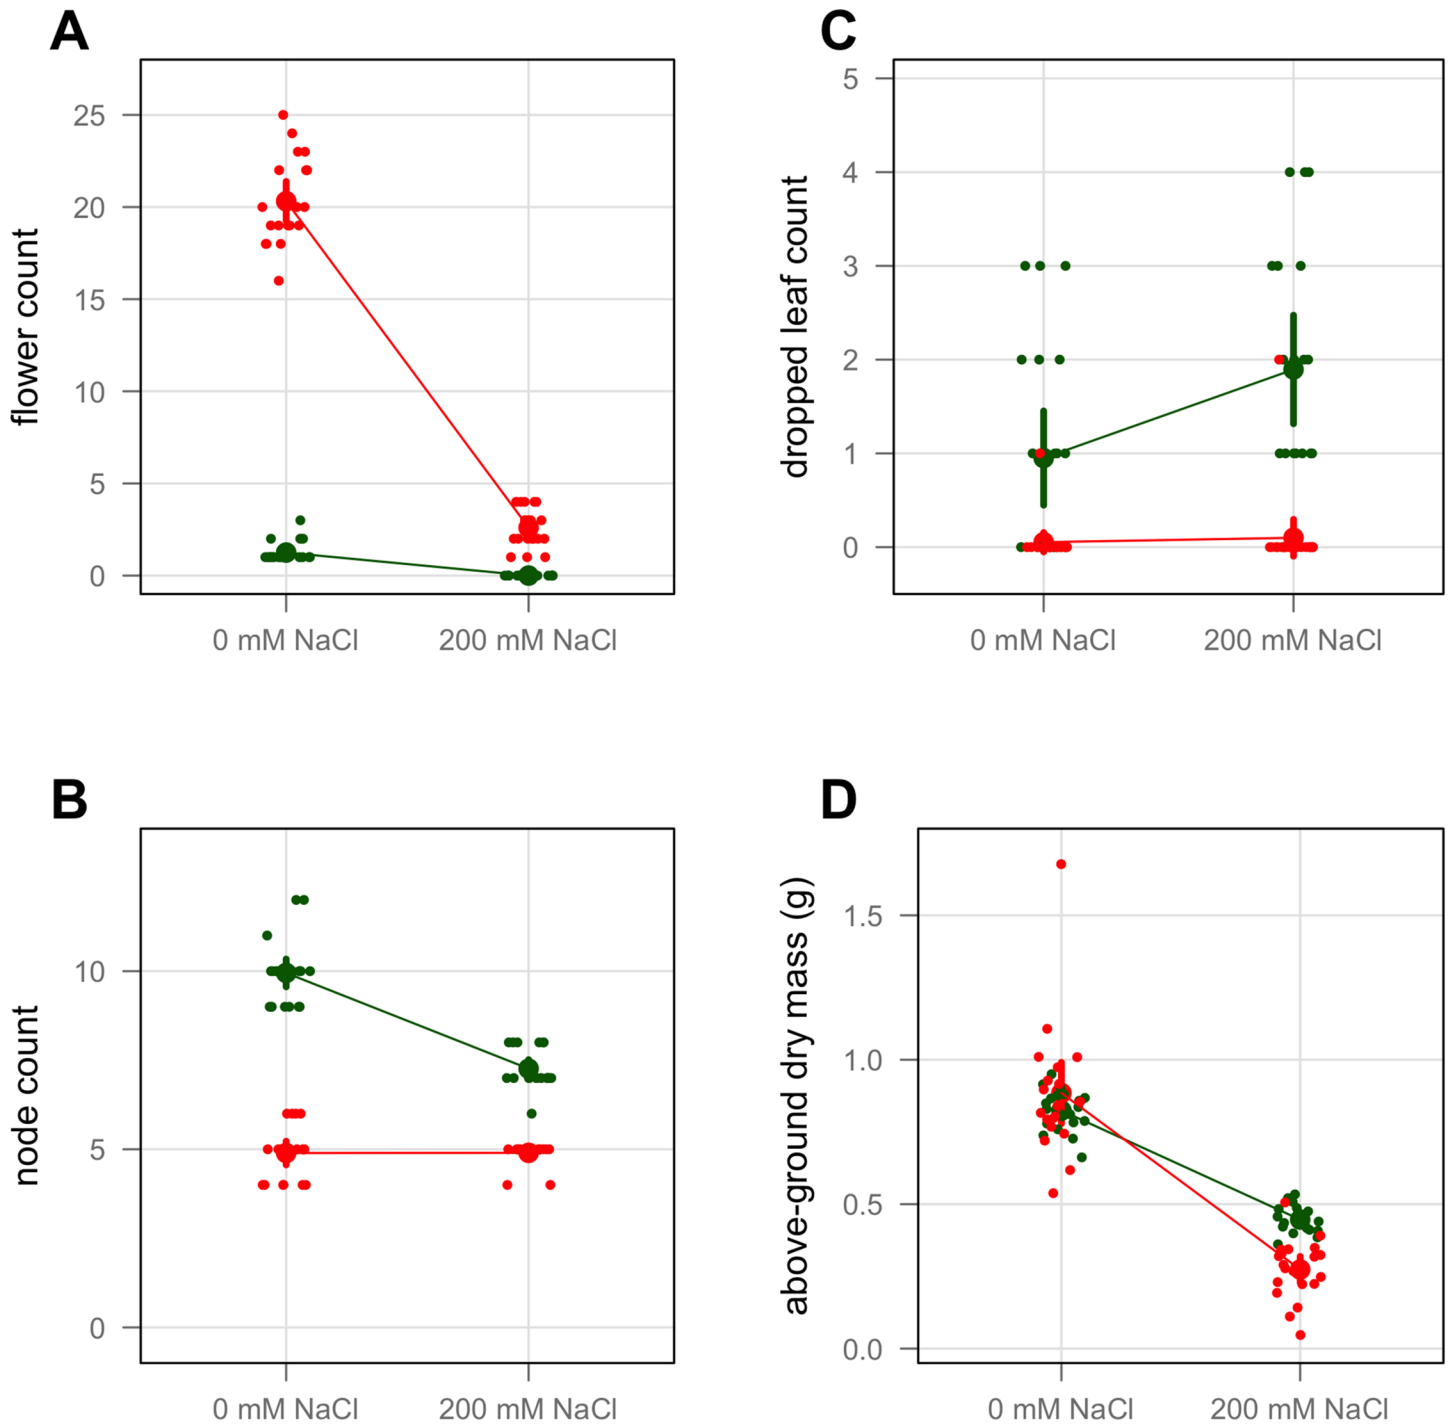 A
flower count
25
20
15
10
5
0
0 mM NaCl
200 mM NaCl
C
dropped leaf count
5
4
3
2
1
0
0 mM NaCl
200 mM NaCl
B
node count
10
5
0
0 mM NaCl
200 mM NaCl
D
above-ground dry mass (g)
1.5
1.0
0.5
0.0
0 mM NaCl
200 mM NaCl